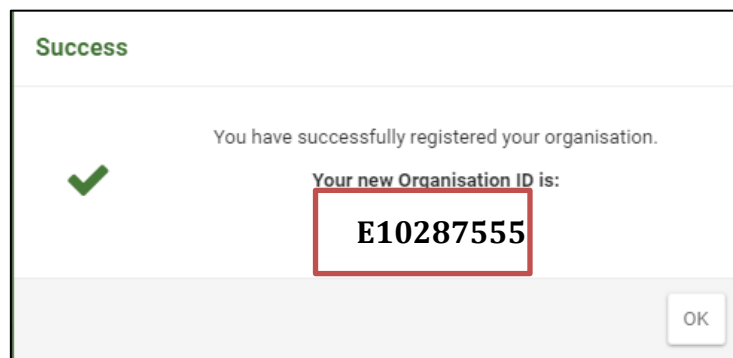 Success
You have successfully registered your organisation.
Your new Organisation ID is:
E10287555
OK